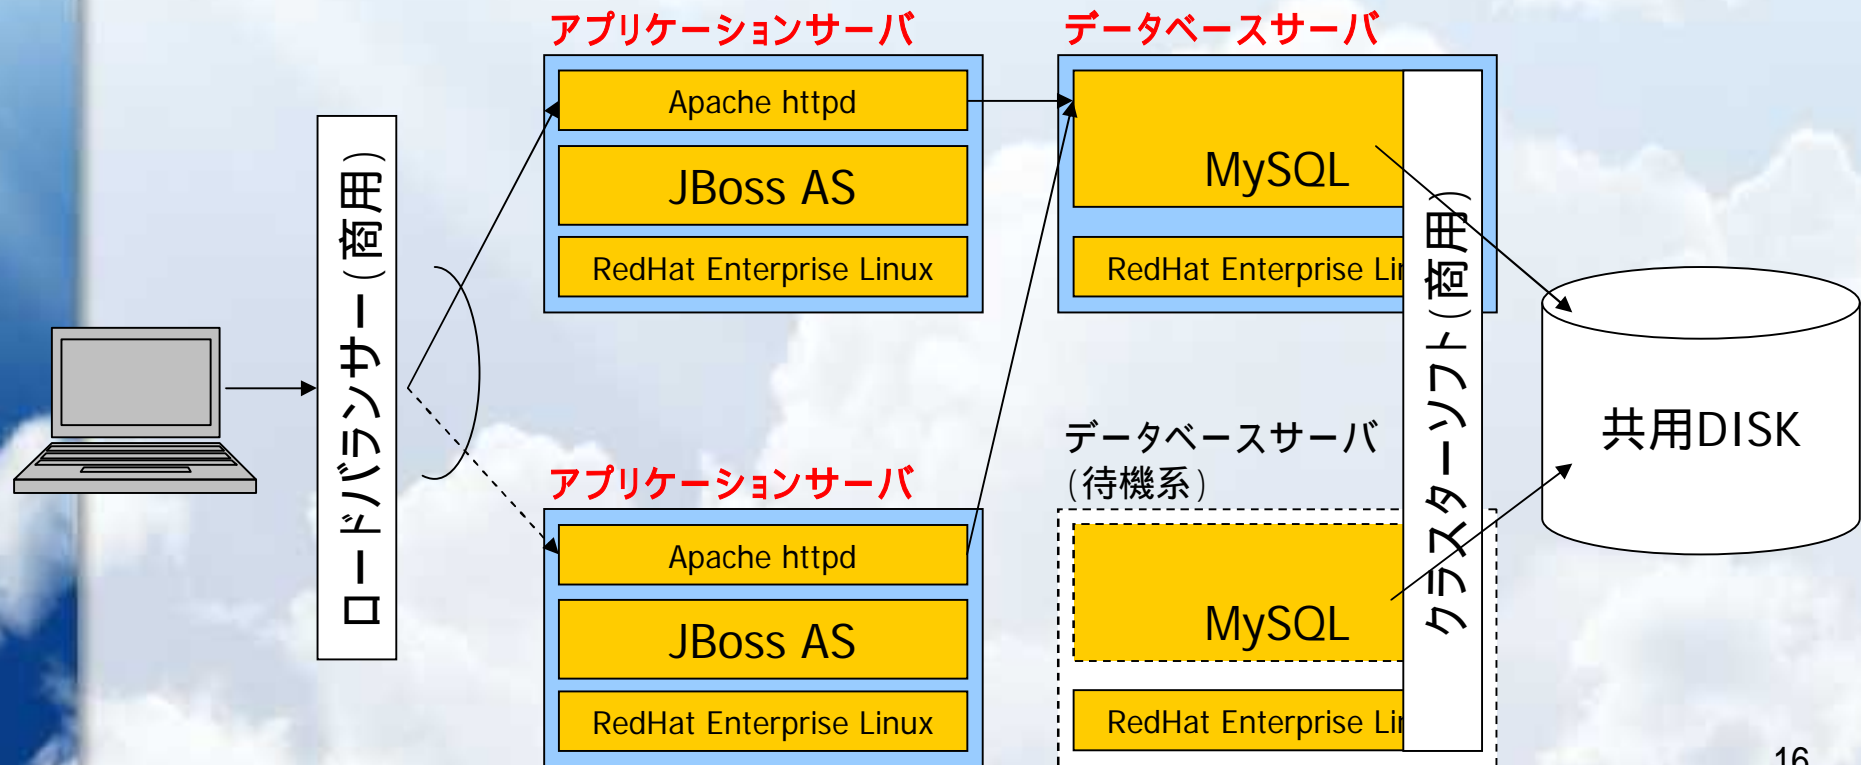 アプリケーションサーバ
Apache httpd
JBoss AS
RedHat Enterprise Linux
データベースサーバ
MySQL
RedHat Enterprise Li
ロードバランサー(商用)
クラスターソフト(商用)
共用DISK
アプリケーションサーバ
Apache httpd
JBoss AS
RedHat Enterprise Linux
データベースサーバ
(待機系)
MySQL
RedHat Enterprise Li
16